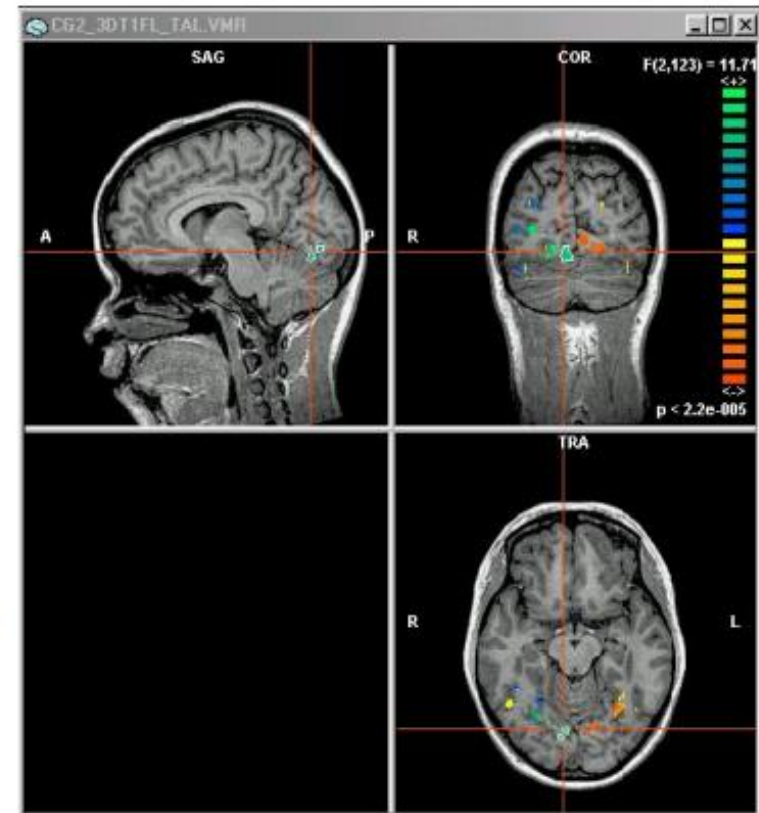 CG2_3DT1FL_TAL.VMR
SAG
COR
F(2,123) = 11.71
<+>
A
P
R
<->
p < 2.2e-005
TRA
R
L